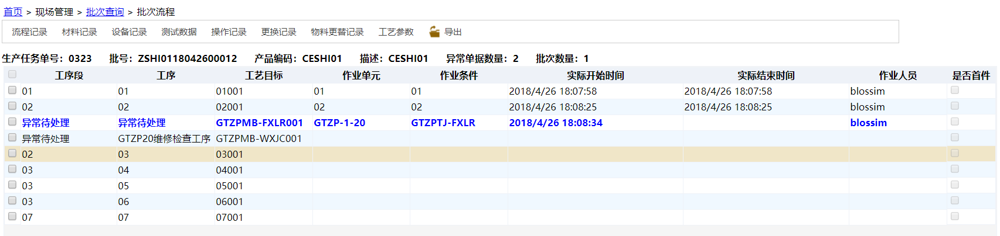 首页 > 现场管理 > 批次查询 > 批次流程
流程记录 材料记录 设备记录 测试数据 操作记录 更换记录 物料更替记录 工艺参数 导出
生产任务单号：0323 批号：ZSHI0118042600012 产品编码：CESHI01 描述：CESHI01 异常单据数量：2 批次数量：1
工序段 工序 工艺目标 作业单元 作业条件 实际开始时间 实际结束时间 作业人员 是否首件
01 01 01001 01 01 2018/4/26 18:07:58 2018/4/26 18:07:58 blossim
02 02 02001 02 02 2018/4/26 18:08:25 2018/4/26 18:08:25 blossim
异常待处理 异常待处理 GTZPMB-FXLR001 GTZP-1-20 GTZPTJ-FXLR 2018/4/26 18:08:34 blossim
异常待处理 GTZP20维修检查工序 GTZPMB-WXJC001
02 03 03001
03 04 04001
03 05 05001
03 06 06001
07 07 07001